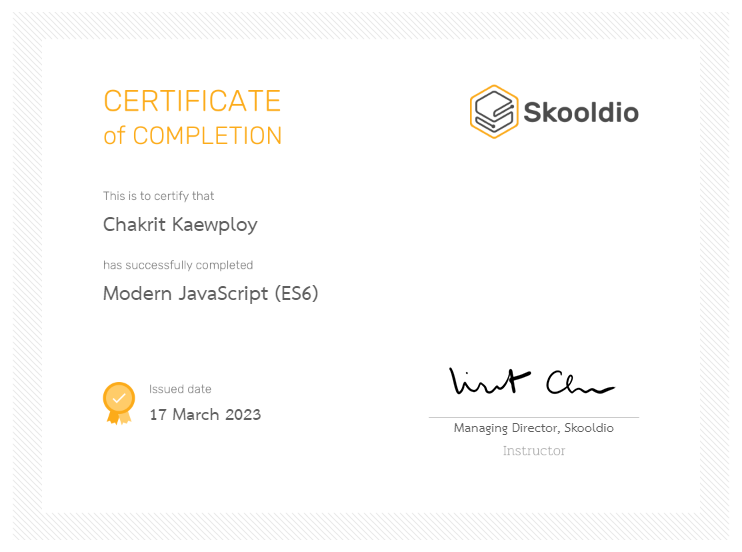 CERTIFICATE
of COMPLETION
Skooldio
This is to certify that
Chakrit Kaewploy
has successfully completed
Modern JavaScript (ES6)
Issued date
17 March 2023
Managing Director, Skooldio
Instructor